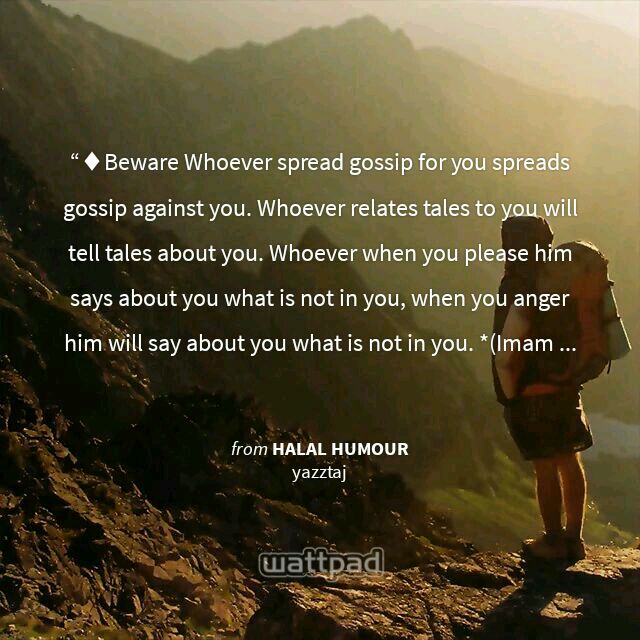 “ ♦Beware Whoever spread gossip for you spreads
gossip against you. Whoever relates tales to you will
tell tales about you. Whoever when you please him
says about you what is not in you, when you anger
him will say about you what is not in you. *(Imam ...
from HALAL HUMOUR
yazztaj
wattpad